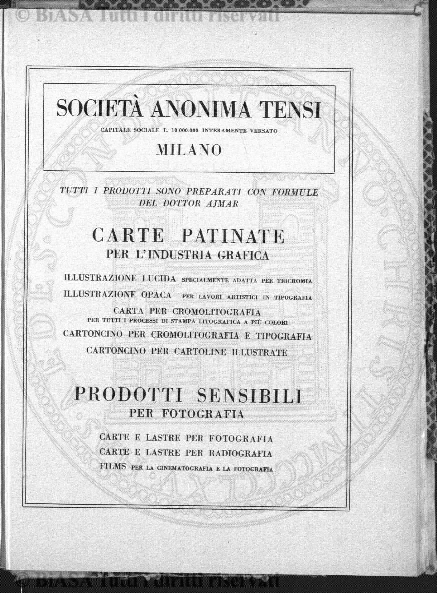 © BiASA Tutti i diritti riservati
SOCIETÀ ANONIMA TENSI
CAPITALE SOCIALE L. 10.000.000 INTERAMENTE VERSATO
MILANO
TUTTI I PRODOTTI SONO PREPARATI CON FORMULE
DEL DOTTOR AJMAR
CARTE PATINATE
PER L'INDUSTRIA GRAFICA
ILLUSTRAZIONE LUCIDA SPECIALMENTE ADATTA PER TRICROMIA
ILLUSTRAZIONE OPACA PER LAVORI ARTISTICI IN TIPOGRAFIA
CARTA PER CROMOLITOGRAFIA
PER TUTTI I PROCESSI DI STAMPA LITOGRAFICA A PIÙ COLORI
CARTONCINO PER CROMOLITOGRAFIA E TIPOGRAFIA
CARTONCINO PER CARTOLINE ILLUSTRATE
PRODOTTI SENSIBILI
PER FOTOGRAFIA
CARTE E LASTRE PER FOTOGRAFIA
CARTE E LASTRE PER RADIOGRAFIA
FILMS PER LA CINEMATOGRAFIA E LA FOTOGRAFIA
© BiASA Tutti i diritti riservati